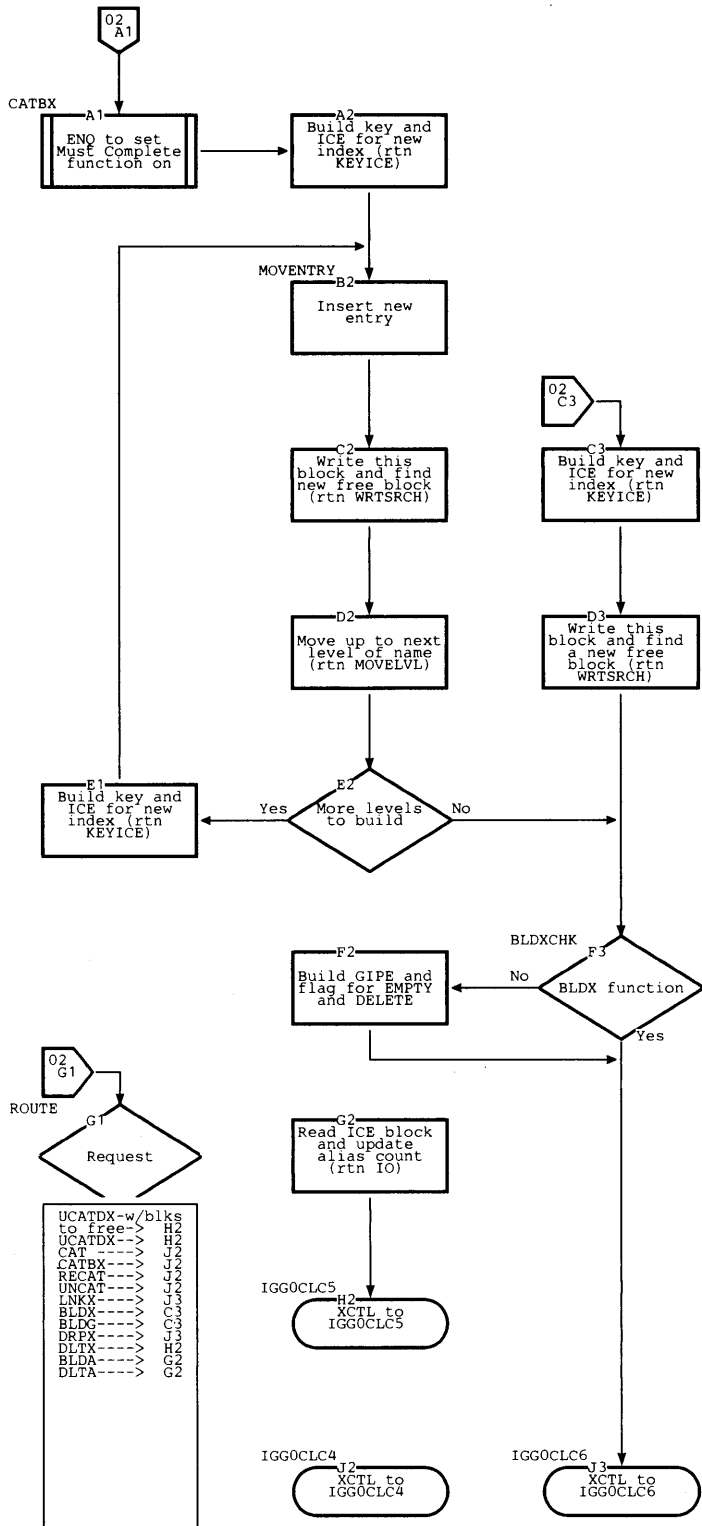 02
A1
CATBX
A1
ENQ to set
Must Complete
function on
A2
Build key and
ICE for new
index (rtn
KEYICE)
MOVENTRY
B2
Insert new
entry
02
C3
C2
Write this
block and find
new free block
(rtn WRTSRCH)
C3
Build key and
ICE for new
index (rtn
KEYICE)
D2
Move up to next
level of name
(rtn MOVELVL)
D3
Write this
block and find
a new free
block (rtn
WRTSRCH)
E1
Build key and
ICE for new
index (rtn
KEYICE)
Yes
E2
More levels
to build
No
F2
Build GIPE and
flag for EMPTY
and DELETE
No
BLDXCHK
F3
BLDX function
Yes
02
G1
ROUTE
G1
Request
G2
Read ICE block
and update
alias count
(rtn IO)
UCATDX-w/blks
to free-> H2
UCATDX--> H2
CAT ----> J2
CATBX---> J2
RECAT---> J2
UNCAT---> J2
LNKX----> J3
BLDX----> C3
BLDG----> C3
DRPX----> J3
DLTX----> H2
BLDA----> G2
DLTA----> G2
IGG0CLC5
H2
XCTL to
IGG0CLC5
IGG0CLC4
J2
XCTL to
IGG0CLC4
IGG0CLC6
J3
XCTL to
IGG0CLC6